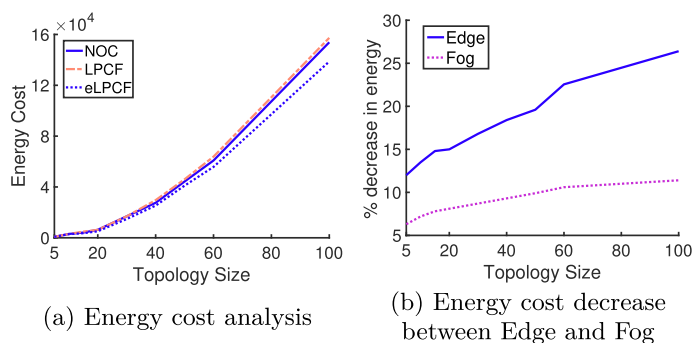 × 10^4
16
12
8
4
0
Energy Cost
NOC
LPCF
eLPCF
5 20 40 60 80 100
Topology Size
(a) Energy cost analysis
30
25
20
15
10
5
% decrease in energy
Edge
Fog
5 20 40 60 80 100
Topology Size
(b) Energy cost decrease
between Edge and Fog